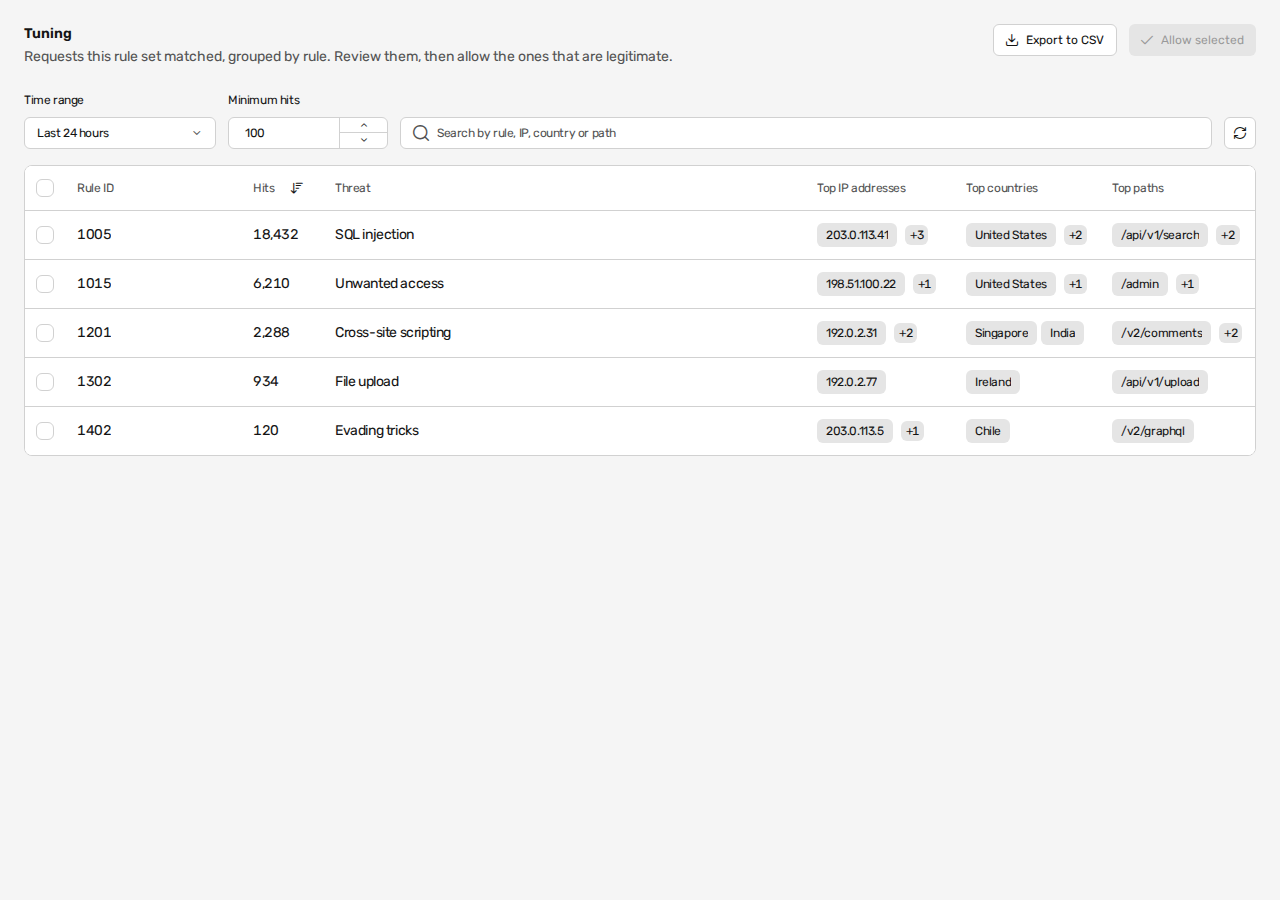 Tuning
Requests this rule set matched, grouped by rule. Review them, then allow the ones that are legitimate.
Export to CSV
Allow selected
Time range
Minimum hits
Last 24 hours
100
Search by rule, IP, country or path
Rule ID Hits Threat Top IP addresses Top countries Top paths
1005 18,432 SQL injection 203.0.113.41 +3 United States +2 /api/v1/search +2
1015 6,210 Unwanted access 198.51.100.22 +1 United States +1 /admin +1
1201 2,288 Cross-site scripting 192.0.2.31 +2 Singapore India /v2/comments +2
1302 934 File upload 192.0.2.77 Ireland /api/v1/upload
1402 120 Evading tricks 203.0.113.5 +1 Chile /v2/graphql